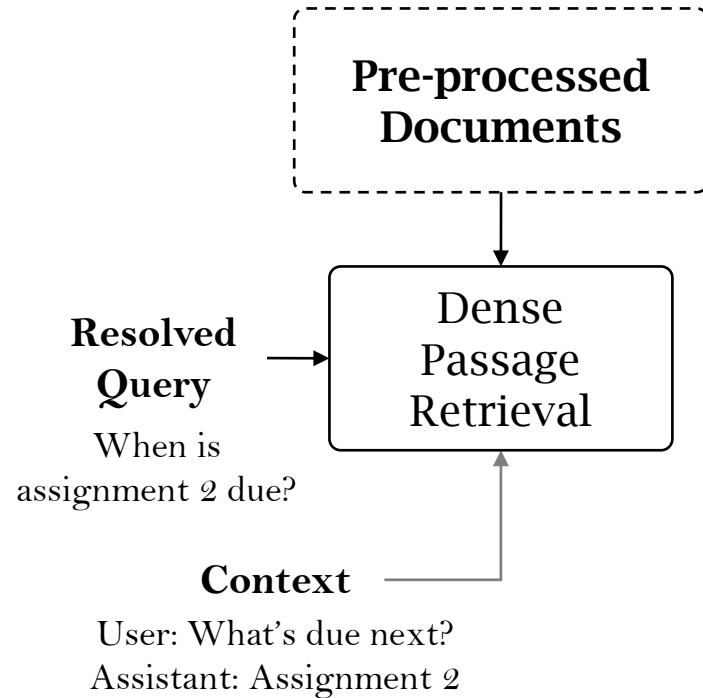 Pre-processed
Documents
Dense
Passage
Retrieval
Resolved
Query
When is
assignment 2 due?
Context
User: What's due next?
Assistant: Assignment 2